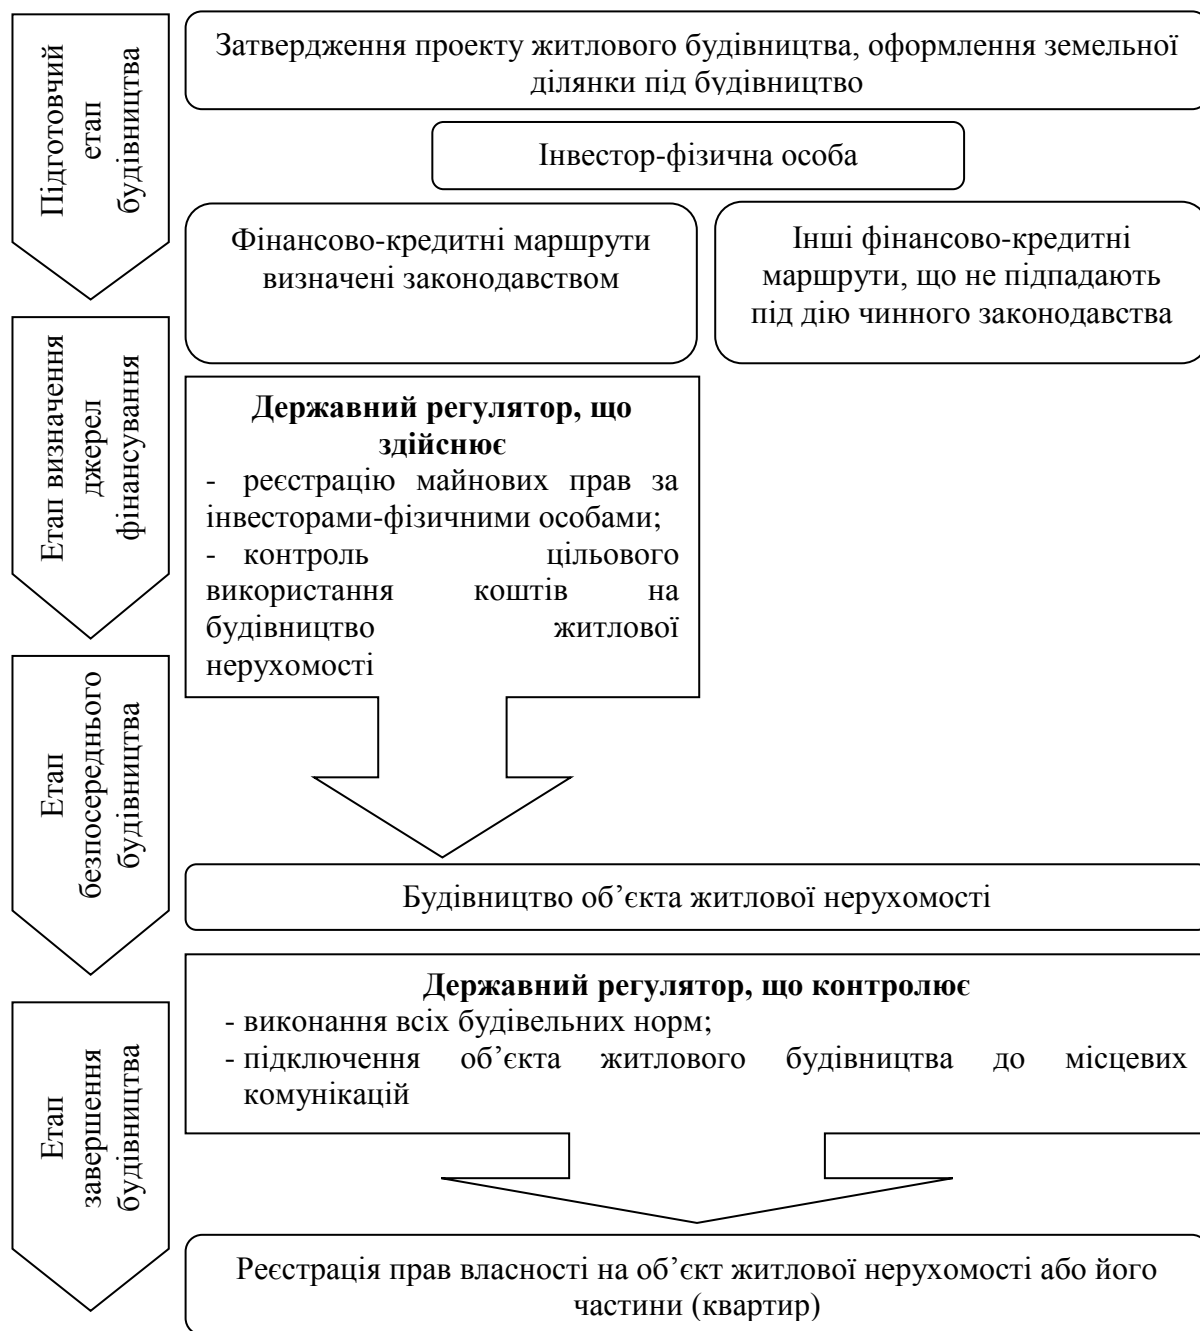 Підготовчий
етап
будівництва
Затвердження проекту житлового будівництва, оформлення земельної
ділянки під будівництво
Інвестор-фізична особа
Фінансово-кредитні маршрути
визначені законодавством
Інші фінансово-кредитні
маршрути, що не підпадають
під дію чинного законодавства
Етап визначення
джерел
фінансування
Державний регулятор, що
здійснює
- реєстрацію майнових прав за
інвесторами-фізичними особами;
- контроль цільового
використання коштів на
будівництво житлової
нерухомості
Етап
безпосереднього
будівництва
Будівництво об’єкта житлової нерухомості
Державний регулятор, що контролює
- виконання всіх будівельних норм;
- підключення об’єкта житлового будівництва до місцевих
комунікацій
Етап
завершення
будівництва
Реєстрація прав власності на об’єкт житлової нерухомості або його
частини (квартир)